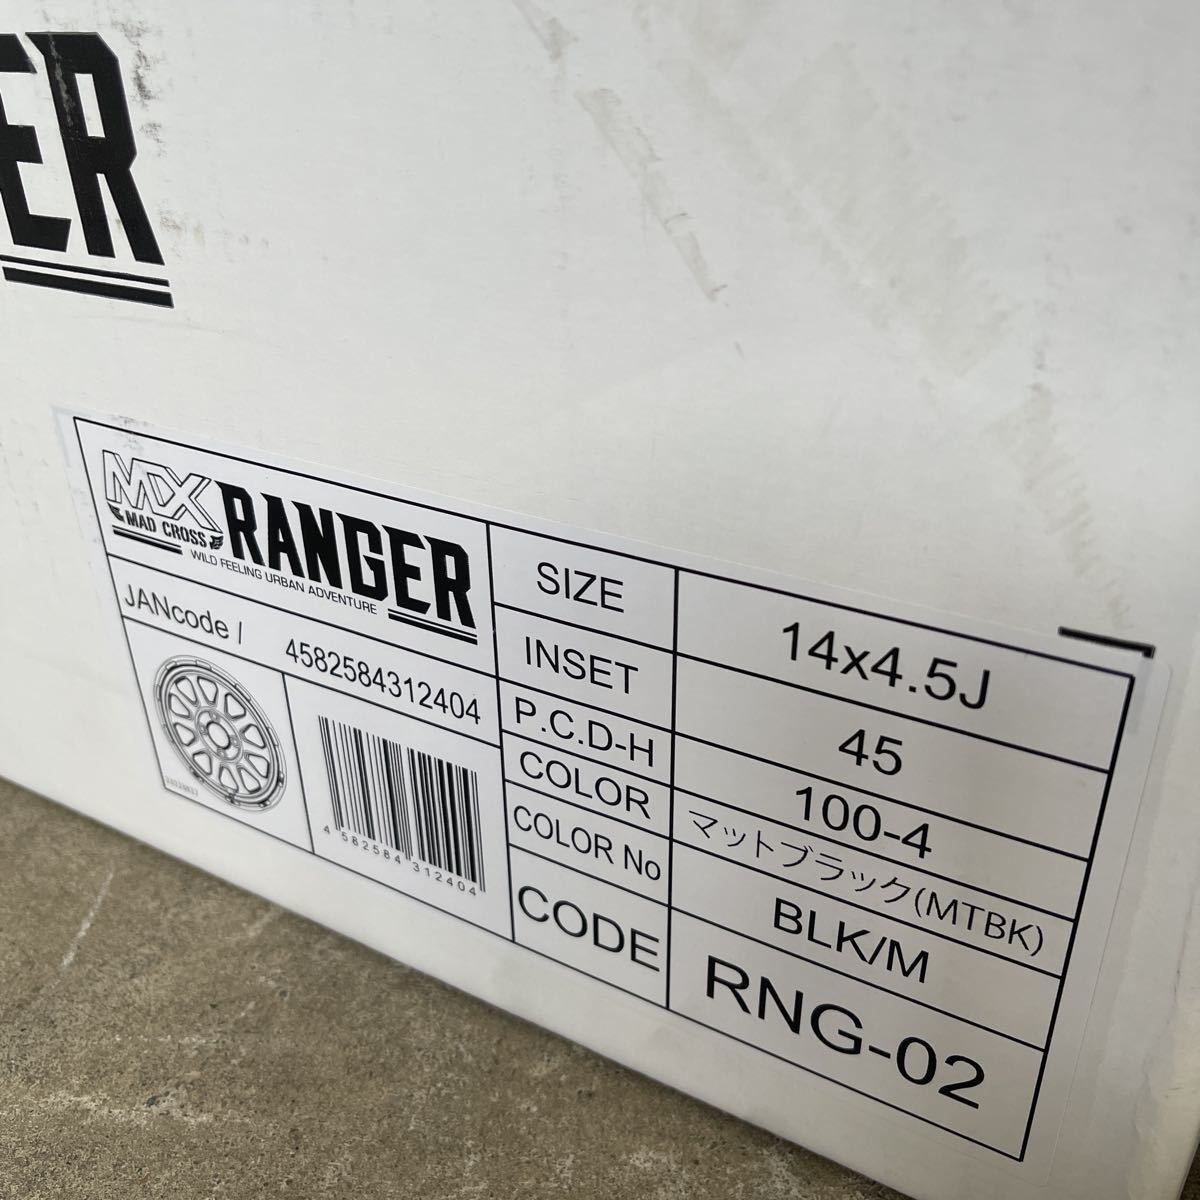 ER
MX
MAD CROSS
RANGER
WILD FEELING URBAN ADVENTURE
JANcode / 4582584312404
4 582584 312404
SIZE 14x4.5J
INSET 45
P.C.D-H 100-4
COLOR マットブラック(MTBK)
COLOR No BLK/M
CODE RNG-02